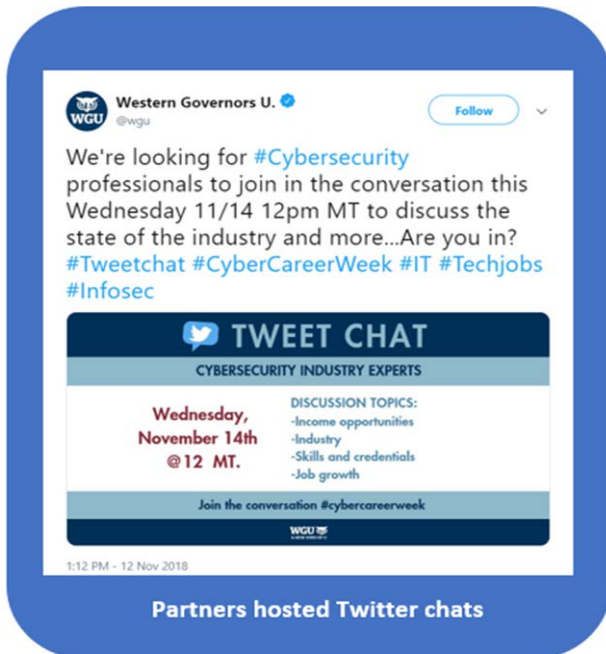 WGU
Western Governors U.
@wgu
Follow
We're looking for #Cybersecurity
professionals to join in the conversation this
Wednesday 11/14 12pm MT to discuss the
state of the industry and more...Are you in?
#Tweetchat #CyberCareerWeek #IT #Techjobs
#Infosec
TWEET CHAT
CYBERSECURITY INDUSTRY EXPERTS
Wednesday,
November 14th
@12 MT.
DISCUSSION TOPICS:
-Income opportunities
-Industry
-Skills and credentials
-Job growth
Join the conversation #cybercareerweek
WGU
1:12 PM - 12 Nov 2018
Partners hosted Twitter chats